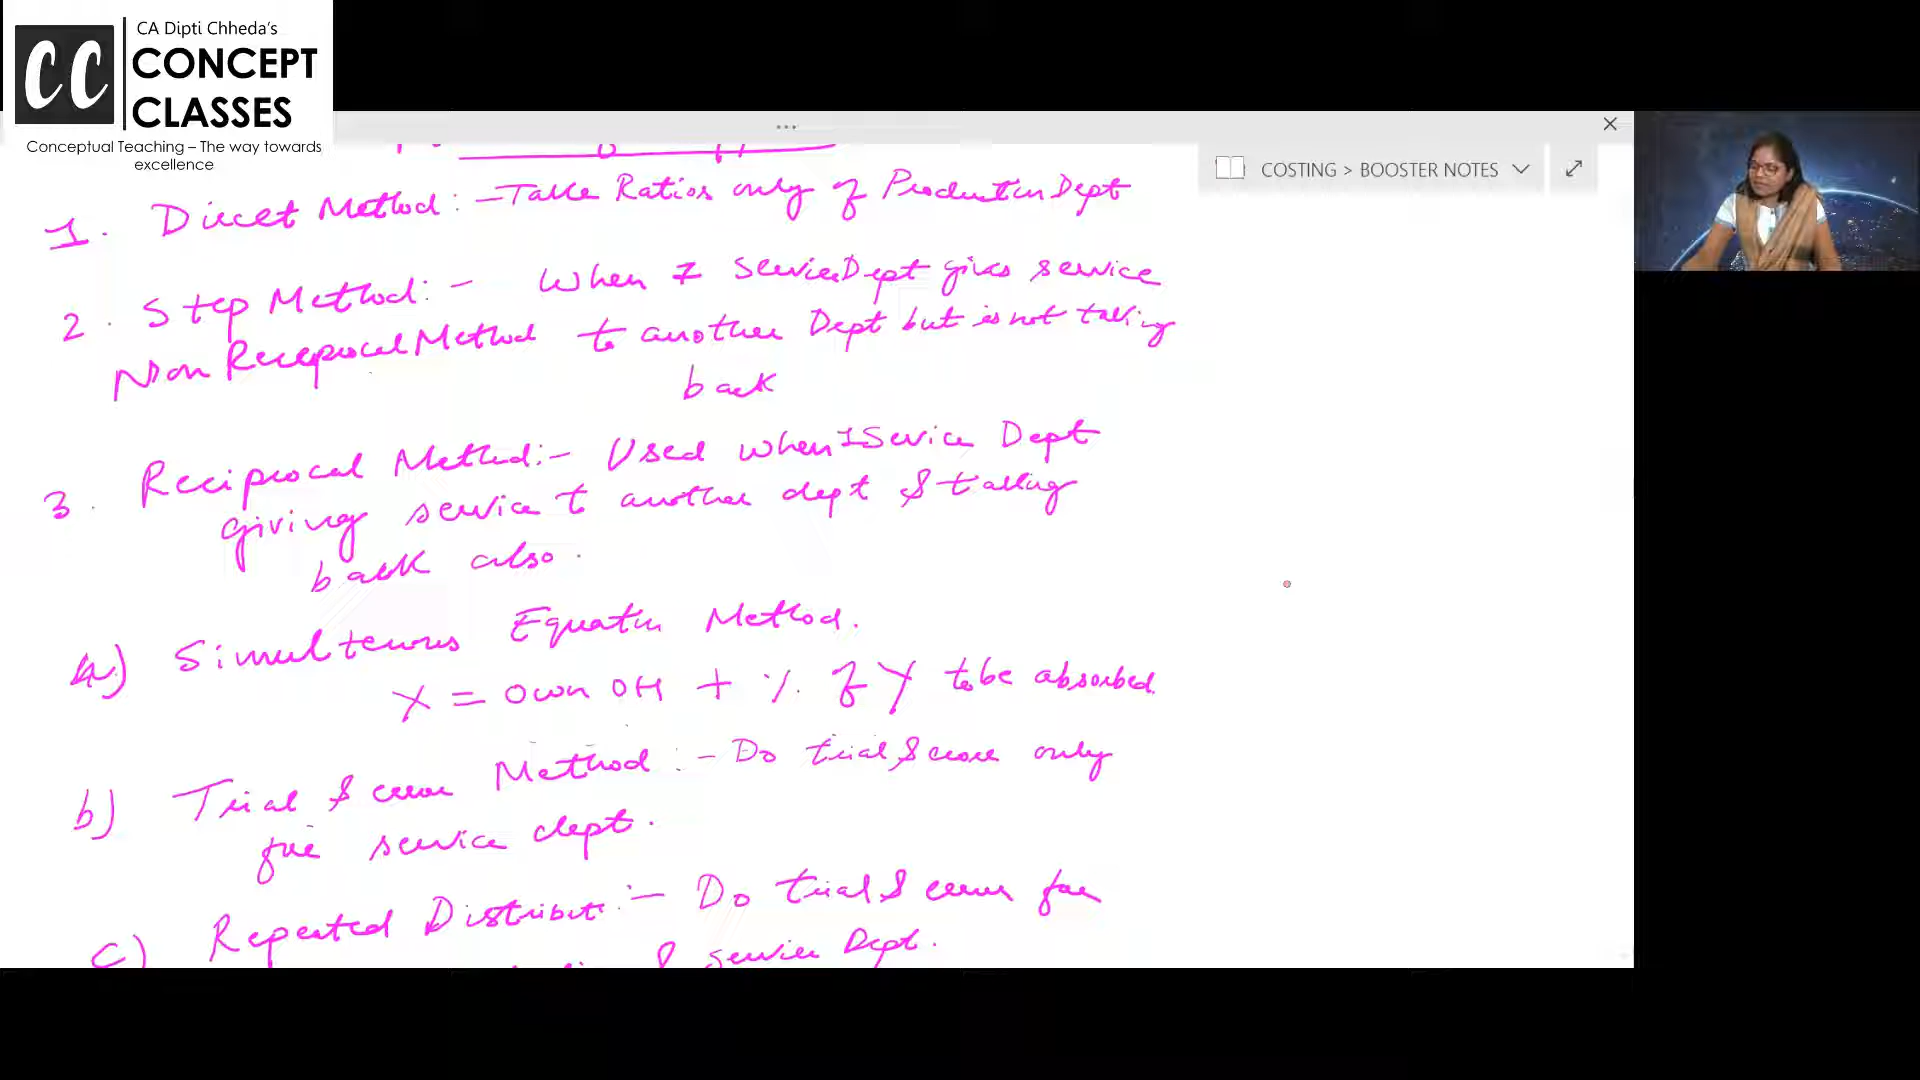 CA Dipti Chheda's
CC
CONCEPT
CLASSES
Conceptual Teaching – The way towards
excellence
COSTING > BOOSTER NOTES
1. Direct Method:- Take Ratios only of Production Dept
2. Step Method:- When 1 Service Dept gives service
Non Reciprocal Method to another Dept but is not taking
back
3. Reciprocal Method:- Used when 1 Service Dept
giving service to another dept & taking
back also.
a) Simulteneous Equation Method.
X = Own OH + % of Y to be absorbed.
b) Trial & error Method:- Do trial & error only
for service dept.
c) Repeated Distribut:- Do trial & error for
& service Dept.